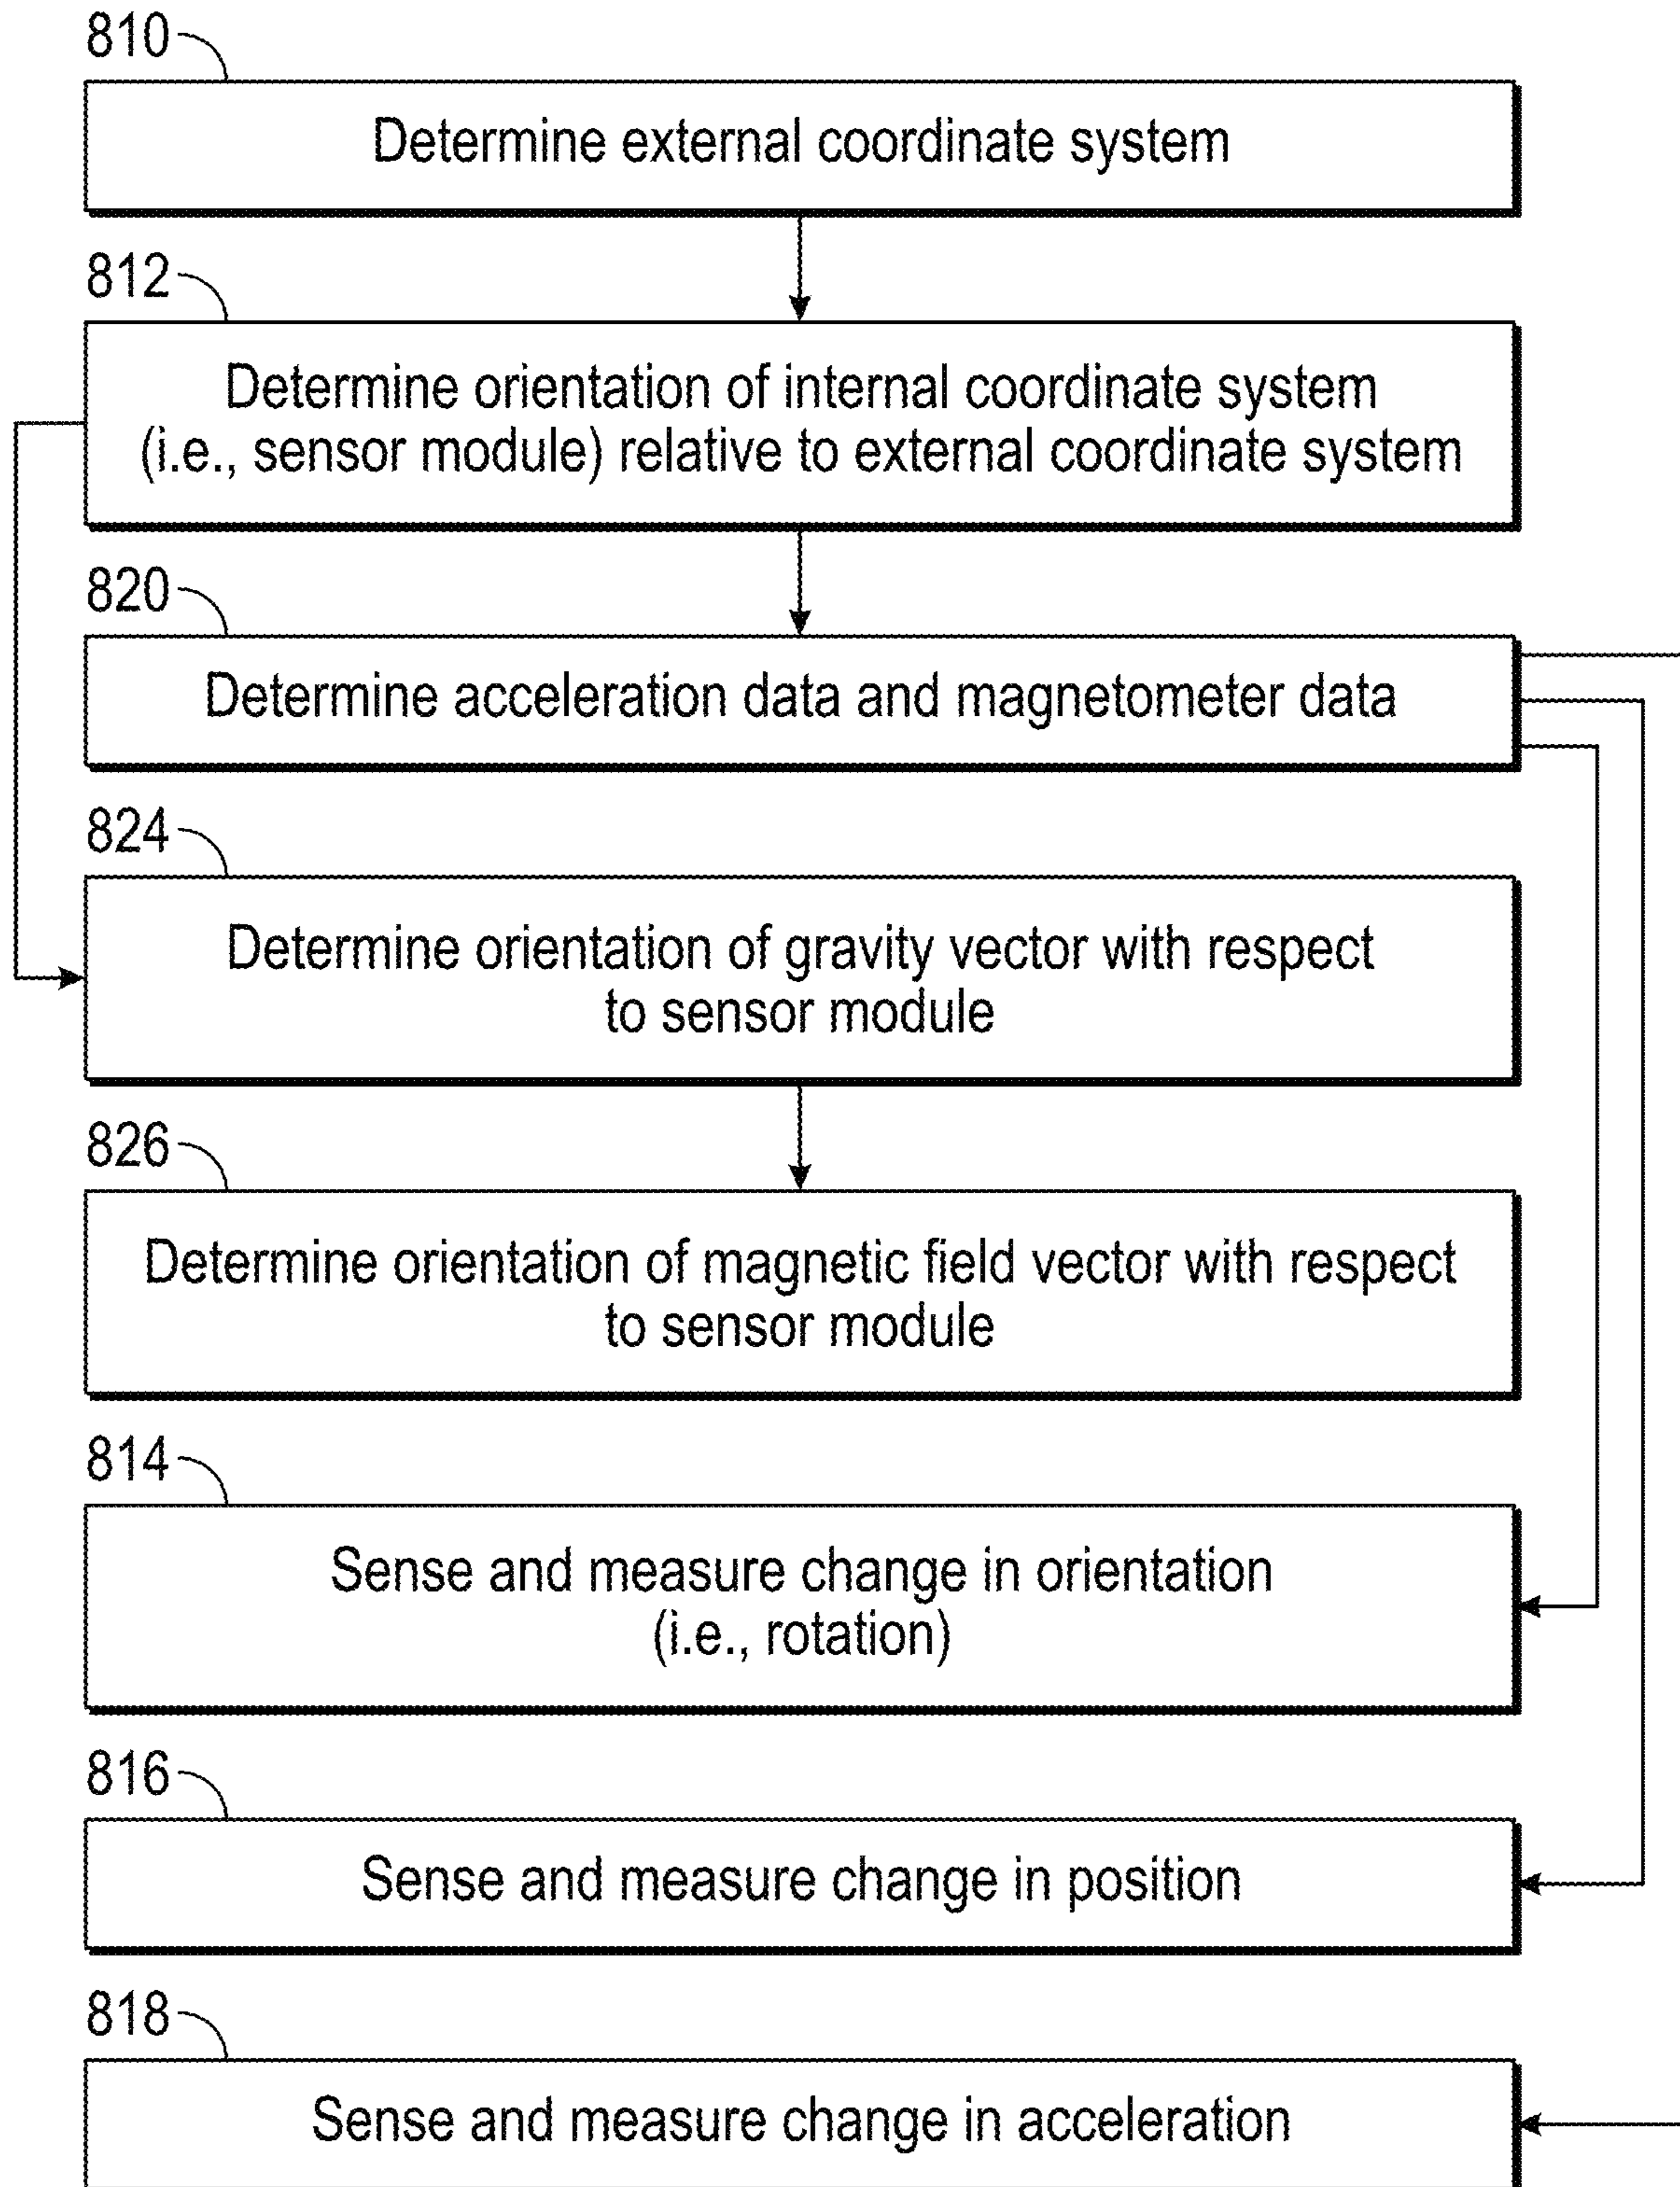 810
Determine external coordinate system
812
Determine orientation of internal coordinate system
(i.e., sensor module) relative to external coordinate system
820
Determine acceleration data and magnetometer data
824
Determine orientation of gravity vector with respect
to sensor module
826
Determine orientation of magnetic field vector with respect
to sensor module
814
Sense and measure change in orientation
(i.e., rotation)
816
Sense and measure change in position
818
Sense and measure change in acceleration